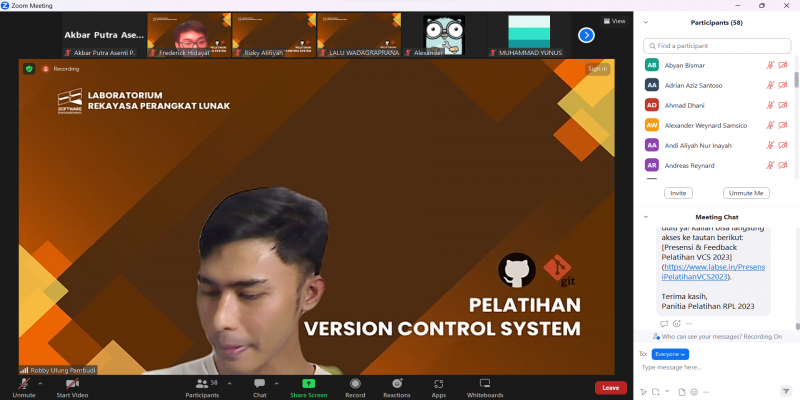 Zoom Meeting
Akbar Putra Ase...
Akbar Putra Asenti P.
Frederick Hidayat
Rizky Alifiyan
LALU WADAGRAPRANA
Alexander
MUHAMMAD YUNUS
View
Recording
Sign in
LABORATORIUM
REKAYASA PERANGKAT LUNAK
SOFTWARE
git
PELATIHAN
VERSION CONTROL SYSTEM
Robby Ulung Pambudi
Unmute
Start Video
58
Participants
Chat
Share Screen
Record
Reactions
Apps
Whiteboards
Leave
Participants (58)
Find a participant
AB Abyan Bismar
AA Adrian Aziz Santoso
AD Ahmad Dhani
AW Alexander Weynard Samsico
AA Andi Aliyah Nur Inayah
AR Andreas Reynard
Invite
Unmute Me
Meeting Chat
dulu ya! Kalian bisa langsung
akses ke tautan berikut:
[Presensi & Feedback
Pelatihan VCS 2023]
(https://www.labse.in/Presens
iPelatihanVCS2023).
Terima kasih,
Panitia Pelatihan RPL 2023
Who can see your messages? Recording On
To: Everyone
Type message here...